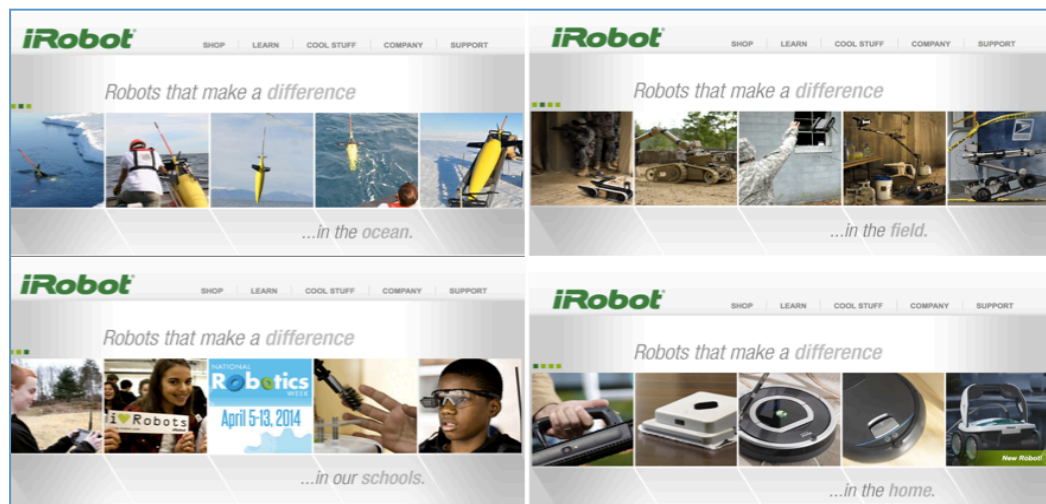 iRobot
SHOP LEARN COOL STUFF COMPANY SUPPORT
Robots that make a difference
...in the ocean.
iRobot
SHOP LEARN COOL STUFF COMPANY SUPPORT
Robots that make a difference
...in the field.
iRobot
SHOP LEARN COOL STUFF COMPANY SUPPORT
Robots that make a difference
i Robots
NATIONAL
Robotics
WEEK
April 5-13, 2014
...in our schools.
iRobot
SHOP LEARN COOL STUFF COMPANY SUPPORT
Robots that make a difference
New Robot!
...in the home.